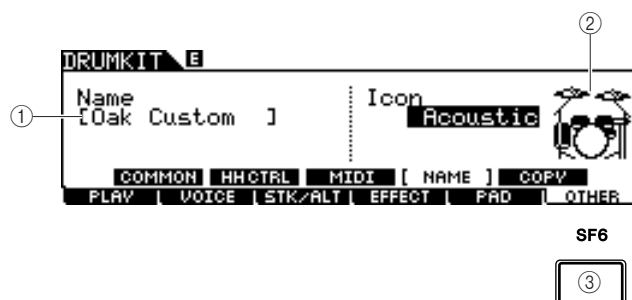 ②
DRUMKIT E
Name Icon
① [Oak Custom ] Acoustic
COMMON HHCTRL MIDI [ NAME ] COPY
PLAY VOICE STK/ALT EFFECT PAD OTHER
SF6
③